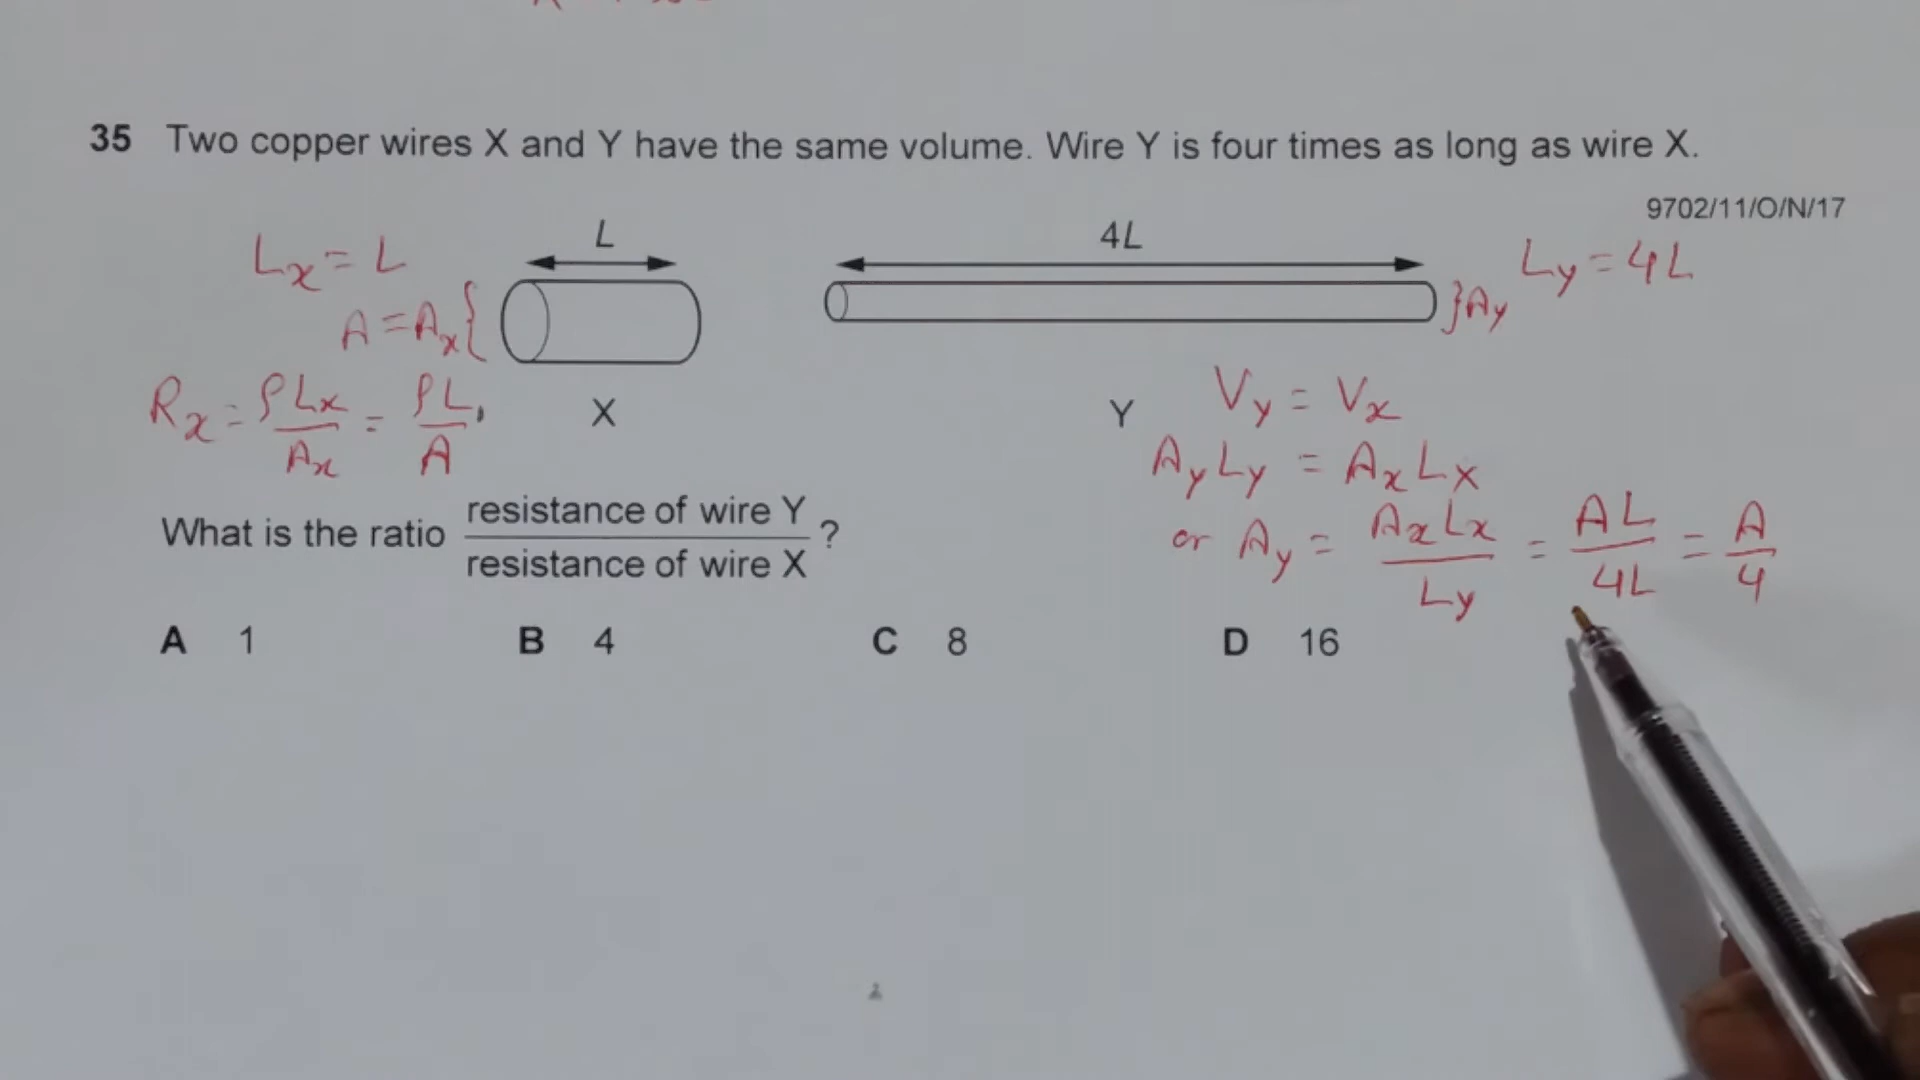 35 Two copper wires X and Y have the same volume. Wire Y is four times as long as wire X.
9702/11/O/N/17
Lx = L
L
4L
Ly = 4L
A = Ax {
} Ay
Rx = ρLx/Ax = ρL/A
X
Y
Vy = Vx
AyLy = AxLx
or Ay = AxLx/Ly = AL/4L = A/4
What is the ratio resistance of wire Y/resistance of wire X?
A 1 B 4 C 8 D 16